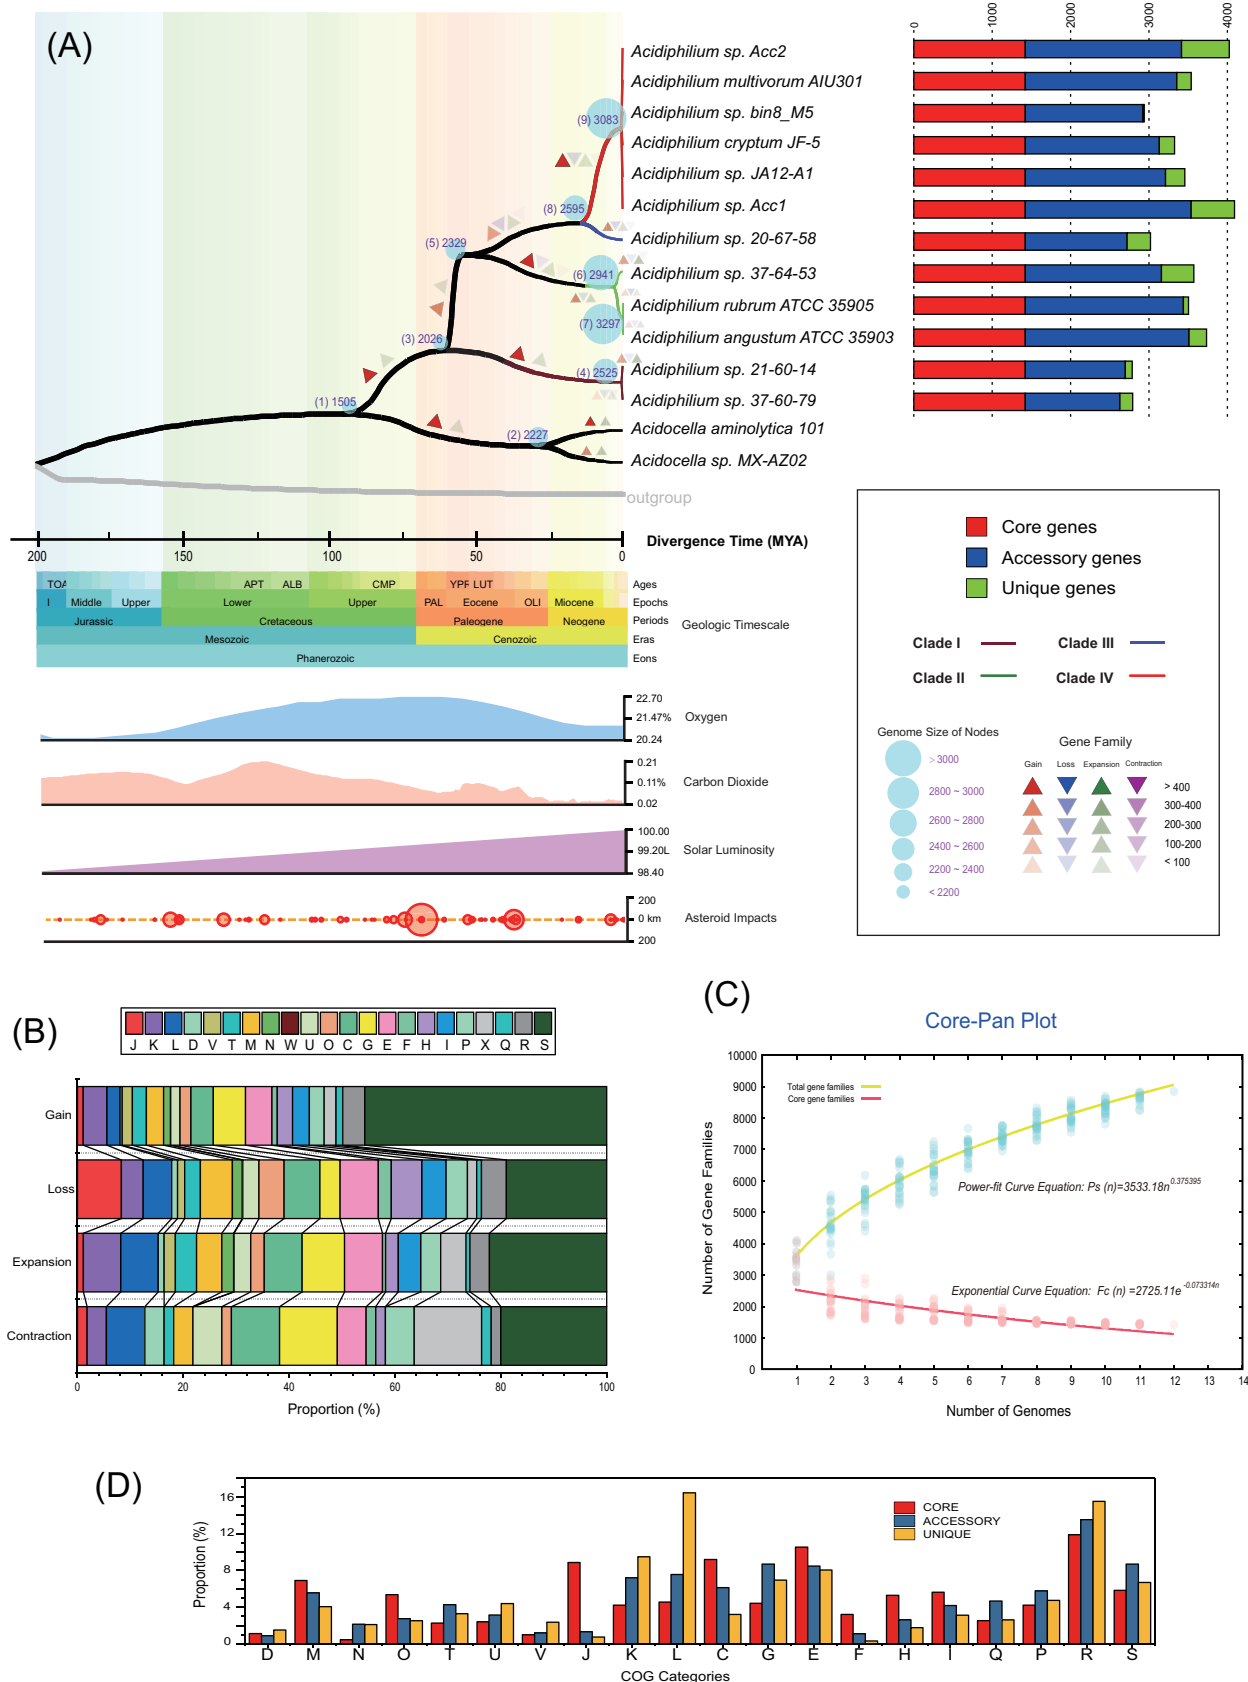 (A)
0 1000 2000 3000 4000
Acidiphilium sp. Acc2
Acidiphilium multivorum AIU301
(9) 3083
Acidiphilium sp. bin8_M5
Acidiphilium cryptum JF-5
Acidiphilium sp. JA12-A1
(8) 2595
Acidiphilium sp. Acc1
(5) 2329
Acidiphilium sp. 20-67-58
(6) 2941
Acidiphilium sp. 37-64-53
Acidiphilium rubrum ATCC 35905
(7) 3297
Acidiphilium angustum ATCC 35903
(3) 2026
(4) 2525
Acidiphilium sp. 21-60-14
(1) 1505
Acidiphilium sp. 37-60-79
(2) 2227
Acidocella aminolytica 101
Acidocella sp. MX-AZ02
outgroup
200 150 100 50 0
Divergence Time (MYA)
TOA APT ALB CMP YPR LUT Ages
I Middle Upper Lower Upper PAL Eocene OLI Miocene Epochs
Jurassic Cretaceous Paleogene Neogene Periods
Geologic Timescale
Mesozoic Cenozoic Eras
Phanerozoic Eons
22.70
21.47%
20.24
Oxygen
0.21
0.11%
0.02
Carbon Dioxide
100.00
99.20L
98.40
Solar Luminosity
200
0 km
200
Asteroid Impacts
Core genes
Accessory genes
Unique genes
Clade I Clade III
Clade II Clade IV
Genome Size of Nodes
> 3000
2800 ~ 3000
2600 ~ 2800
2400 ~ 2600
2200 ~ 2400
< 2200
Gene Family
Gain Loss Expansion Contraction
> 400
300-400
200-300
100-200
< 100
(B)
J K L D V T M N W U O C G E F H I P X Q R S
Gain
Loss
Expansion
Contraction
0 20 40 60 80 100
Proportion (%)
(C)
Core-Pan Plot
Number of Gene Families
10000
9000
8000
7000
6000
5000
4000
3000
2000
1000
0
Total gene families
Core gene families
Power-fit Curve Equation: Ps (n)=3533.18n^0.375395
Exponential Curve Equation: Fc (n) =2725.11e^-0.073314n
1 2 3 4 5 6 7 8 9 10 11 12 13 14
Number of Genomes
(D)
Proportion (%)
16
12
8
4
0
CORE
ACCESSORY
UNIQUE
D M N O T U V J K L C G E F H I Q P R S
COG Categories